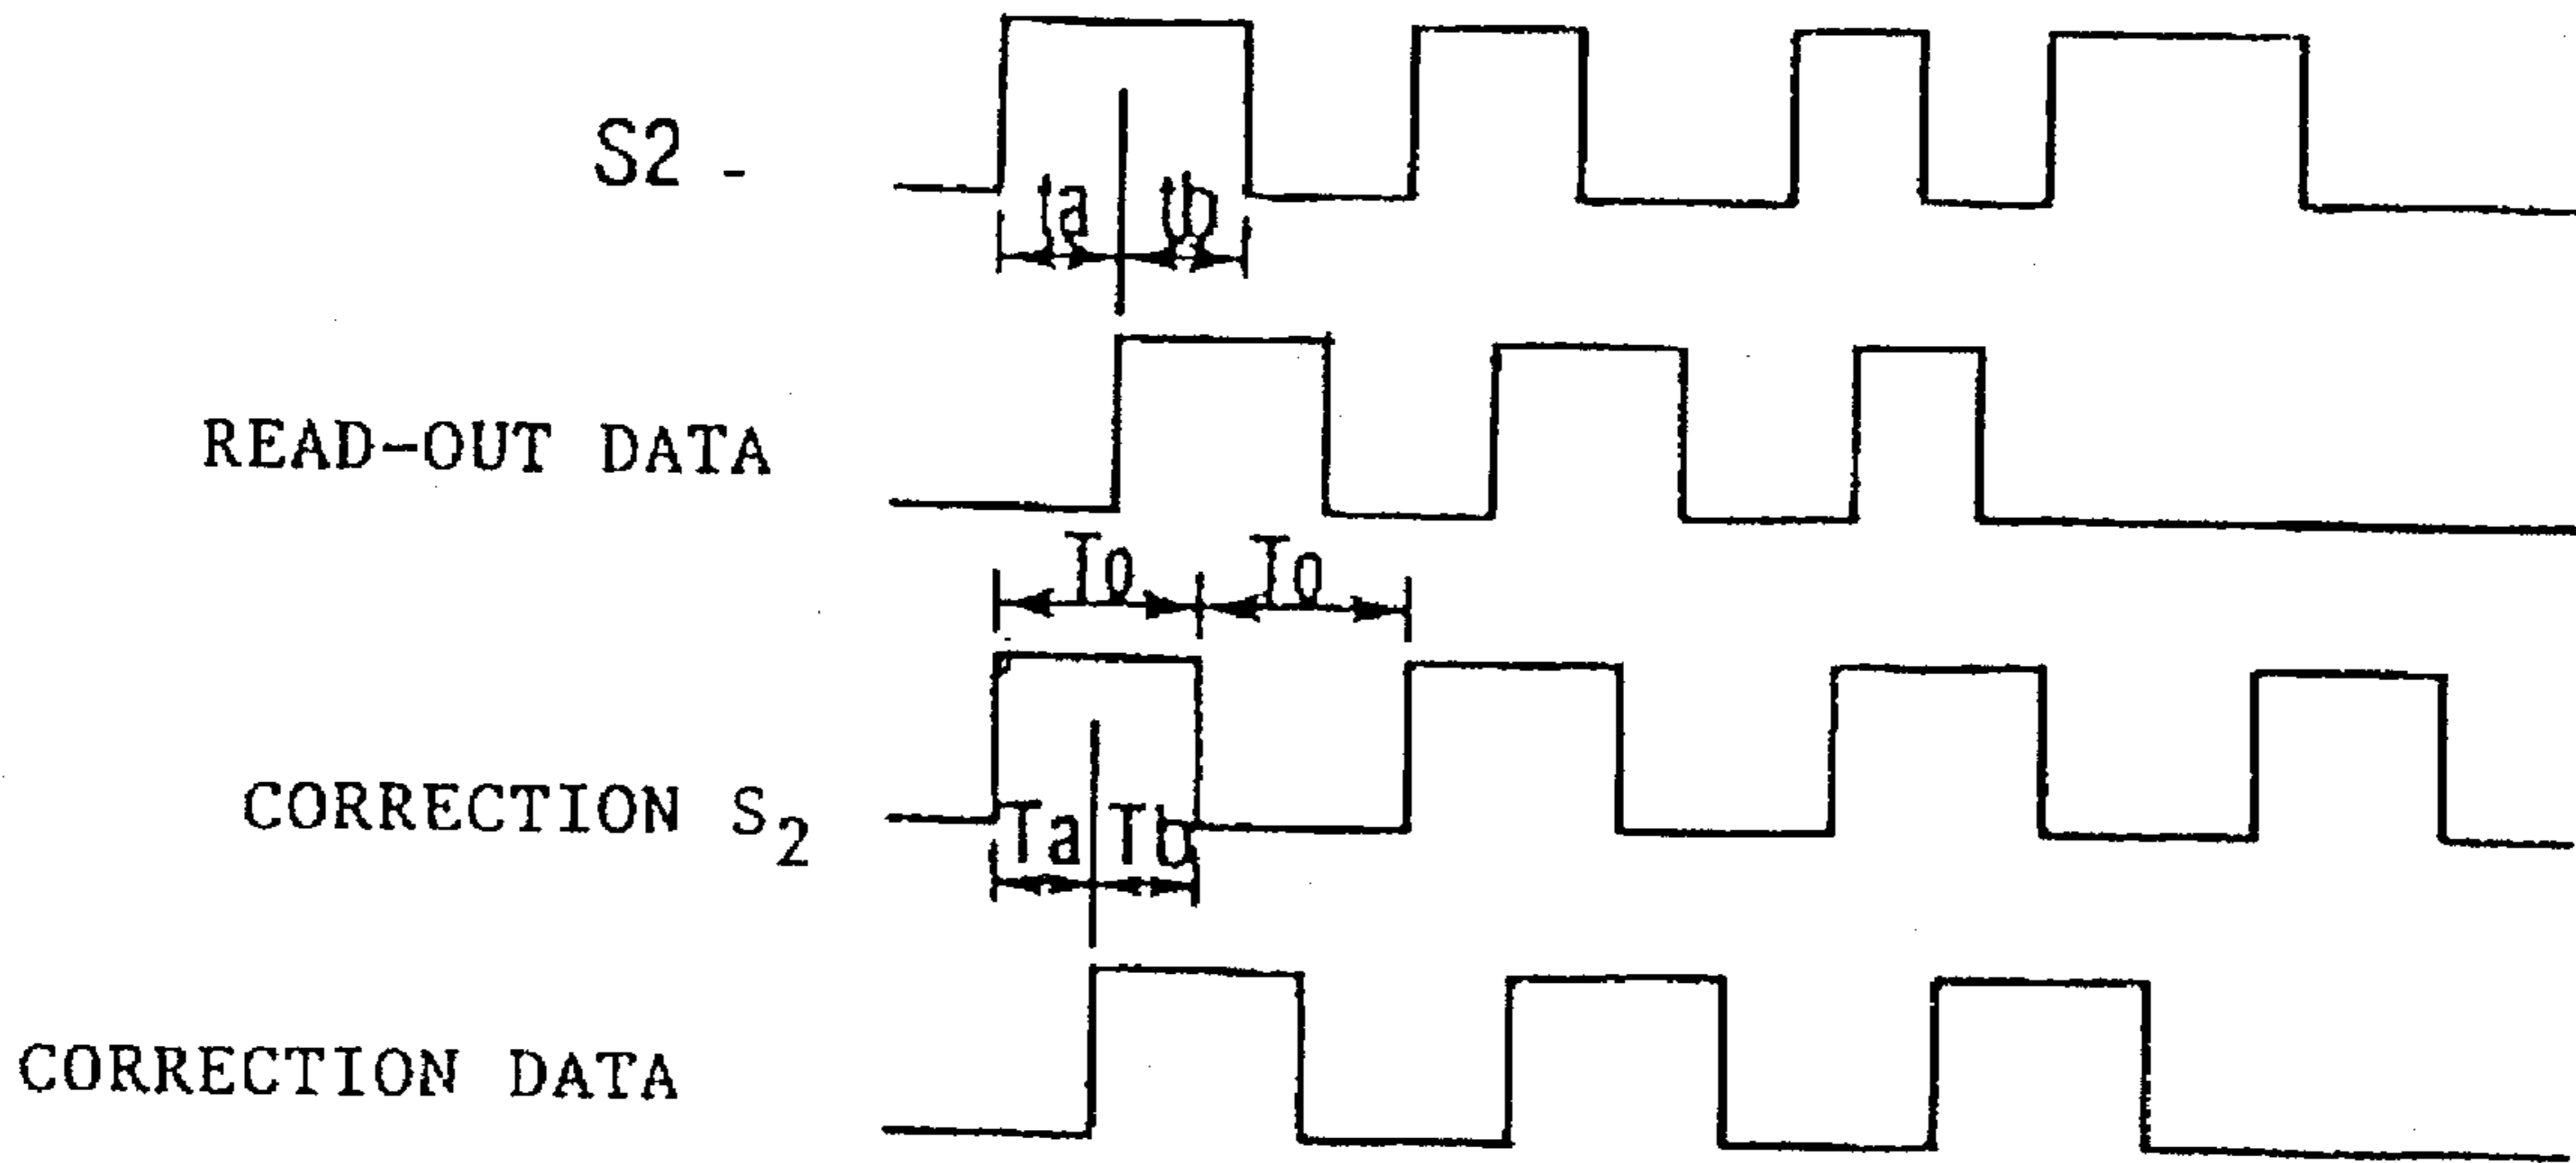 S2 -
ta tb
READ-OUT DATA
To To
CORRECTION S2
Ta Tb
CORRECTION DATA